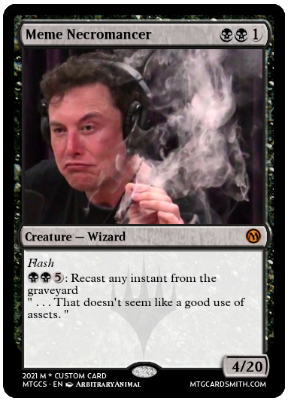 Meme Necromancer 1
Creature — Wizard
Hash
5: Recast any instant from the
graveyard
" . . . That doesn't seem like a good use of
assets. "
4/20
2021 M * CUSTOM CARD
MTGCS · EN ARBITRARYANIMAL
MTGCARDSMITH.COM